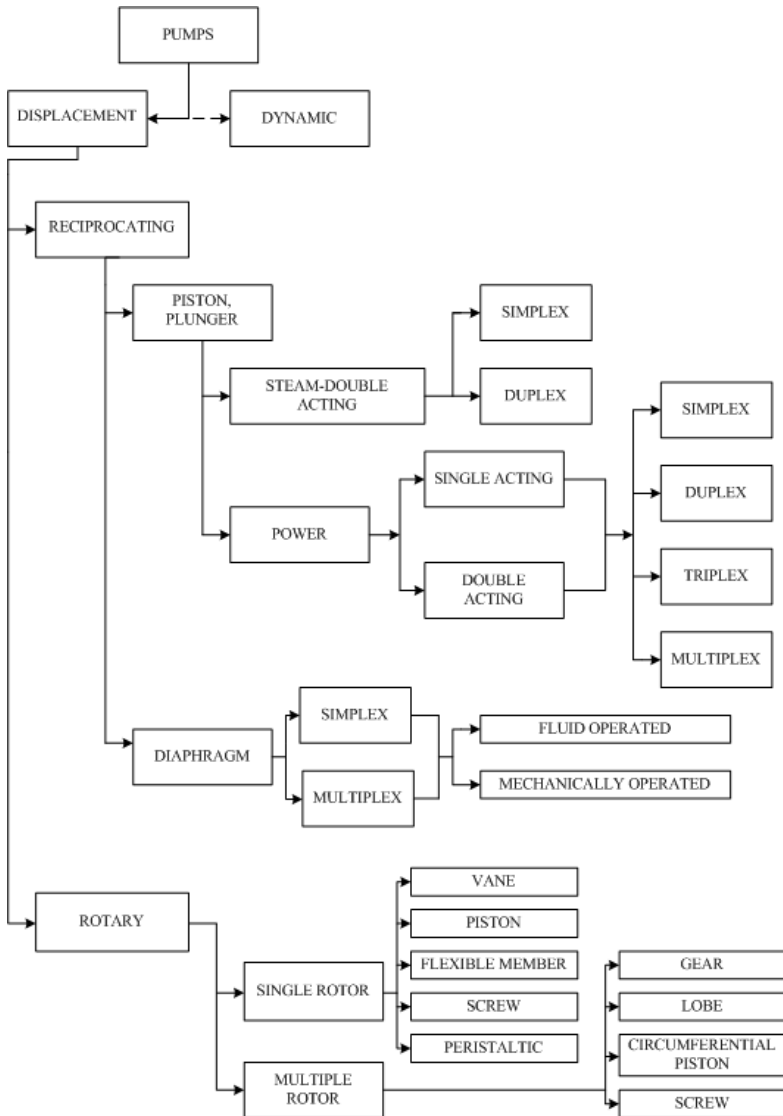 PUMPS
DISPLACEMENT
DYNAMIC
RECIPROCATING
PISTON,
PLUNGER
SIMPLEX
STEAM-DOUBLE
ACTING
DUPLEX
SIMPLEX
SINGLE ACTING
DUPLEX
POWER
DOUBLE
ACTING
TRIPLEX
MULTIPLEX
SIMPLEX
FLUID OPERATED
DIAPHRAGM
MULTIPLEX
MECHANICALLY OPERATED
ROTARY
VANE
PISTON
FLEXIBLE MEMBER
SINGLE ROTOR
SCREW
PERISTALTIC
GEAR
LOBE
CIRCUMFERENTIAL
PISTON
MULTIPLE
ROTOR
SCREW